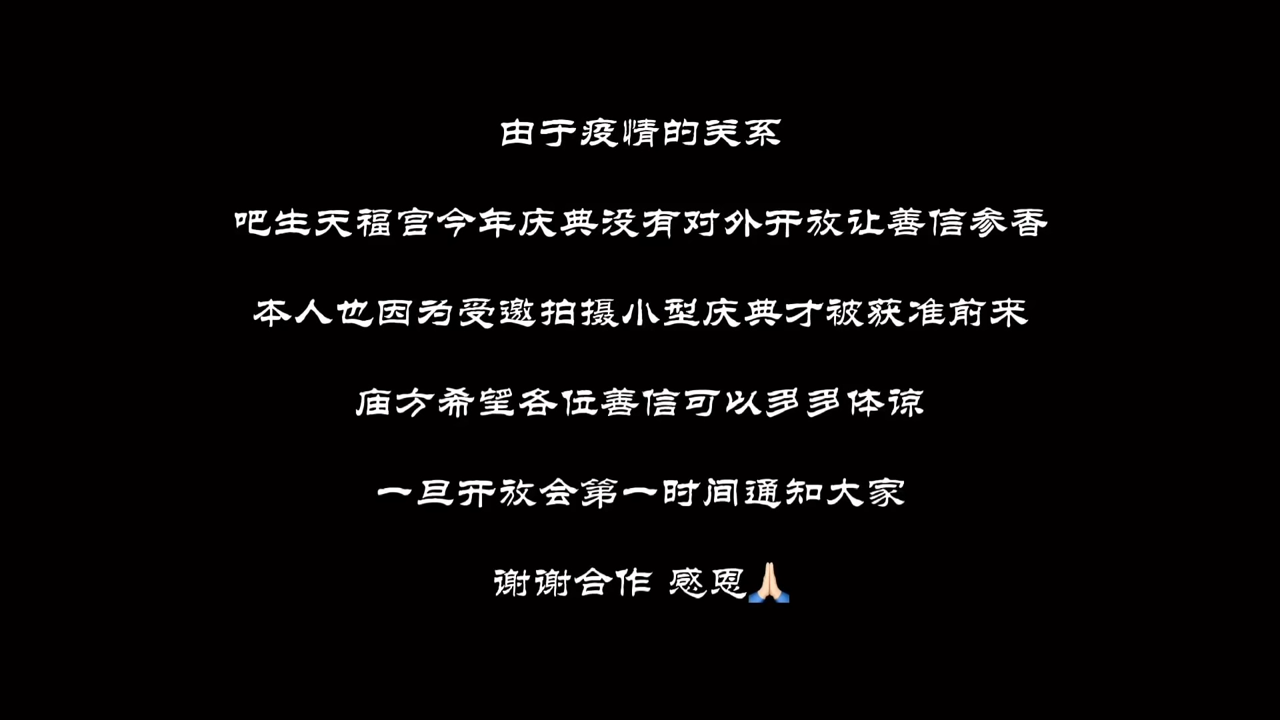 由于疫情的关系
吧生天福宫今年庆典没有对外开放让善信参香
本人也因为受邀拍摄小型庆典才被获准前来
庙方希望各位善信可以多多体谅
一旦开放会第一时间通知大家
谢谢合作 感恩🙏🏻